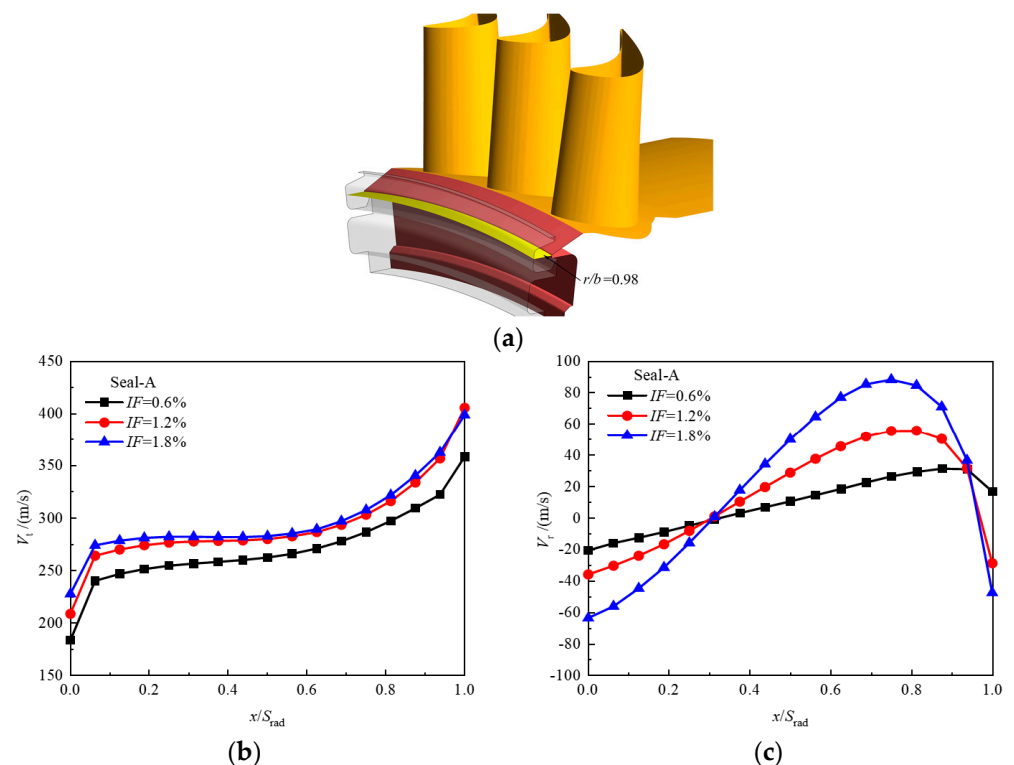 r/b=0.98
(a)
450
400
350
300
250
200
150
Vt/(m/s)
Seal-A
IF=0.6%
IF=1.2%
IF=1.8%
0.0 0.2 0.4 0.6 0.8 1.0
x/Srad
(b)
100
80
60
40
20
0
-20
-40
-60
-80
-100
Vr/(m/s)
Seal-A
IF=0.6%
IF=1.2%
IF=1.8%
0.0 0.2 0.4 0.6 0.8 1.0
x/Srad
(c)